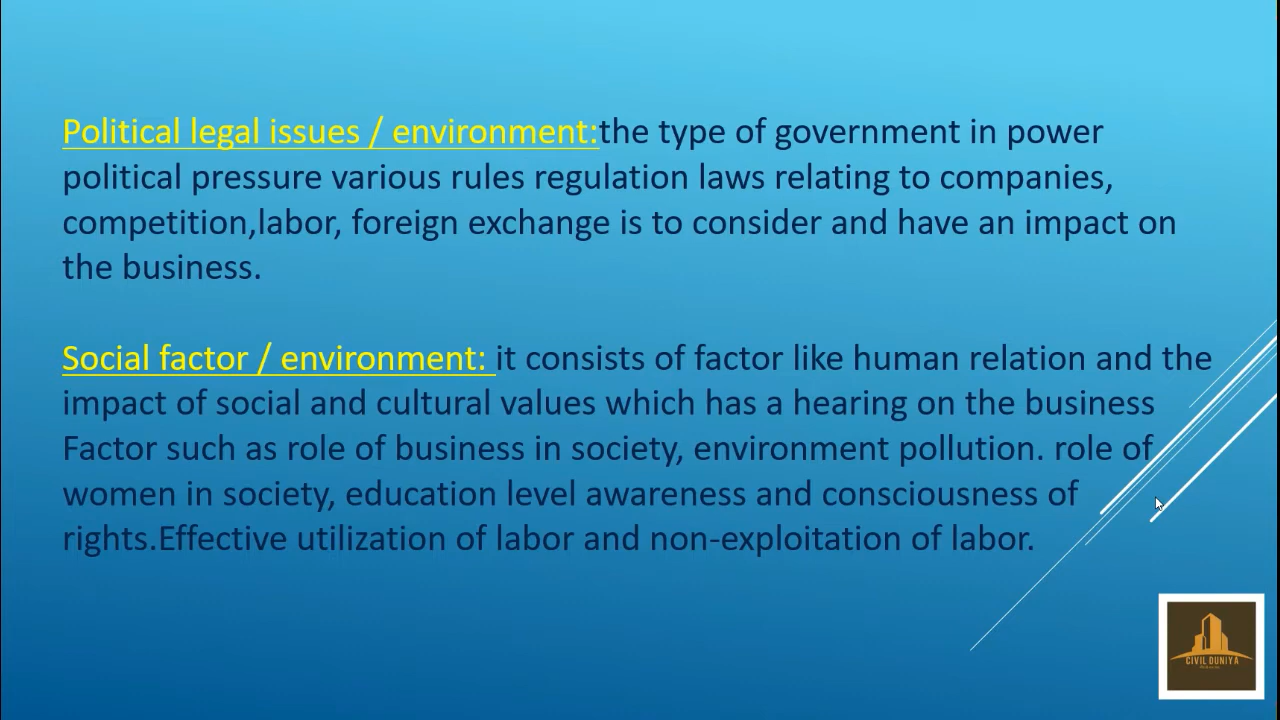 Political legal issues / environment:the type of government in power
political pressure various rules regulation laws relating to companies,
competition,labor, foreign exchange is to consider and have an impact on
the business.
Social factor / environment: it consists of factor like human relation and the
impact of social and cultural values which has a hearing on the business
Factor such as role of business in society, environment pollution. role of
women in society, education level awareness and consciousness of
rights.Effective utilization of labor and non-exploitation of labor.
CIVIL DUNIYA